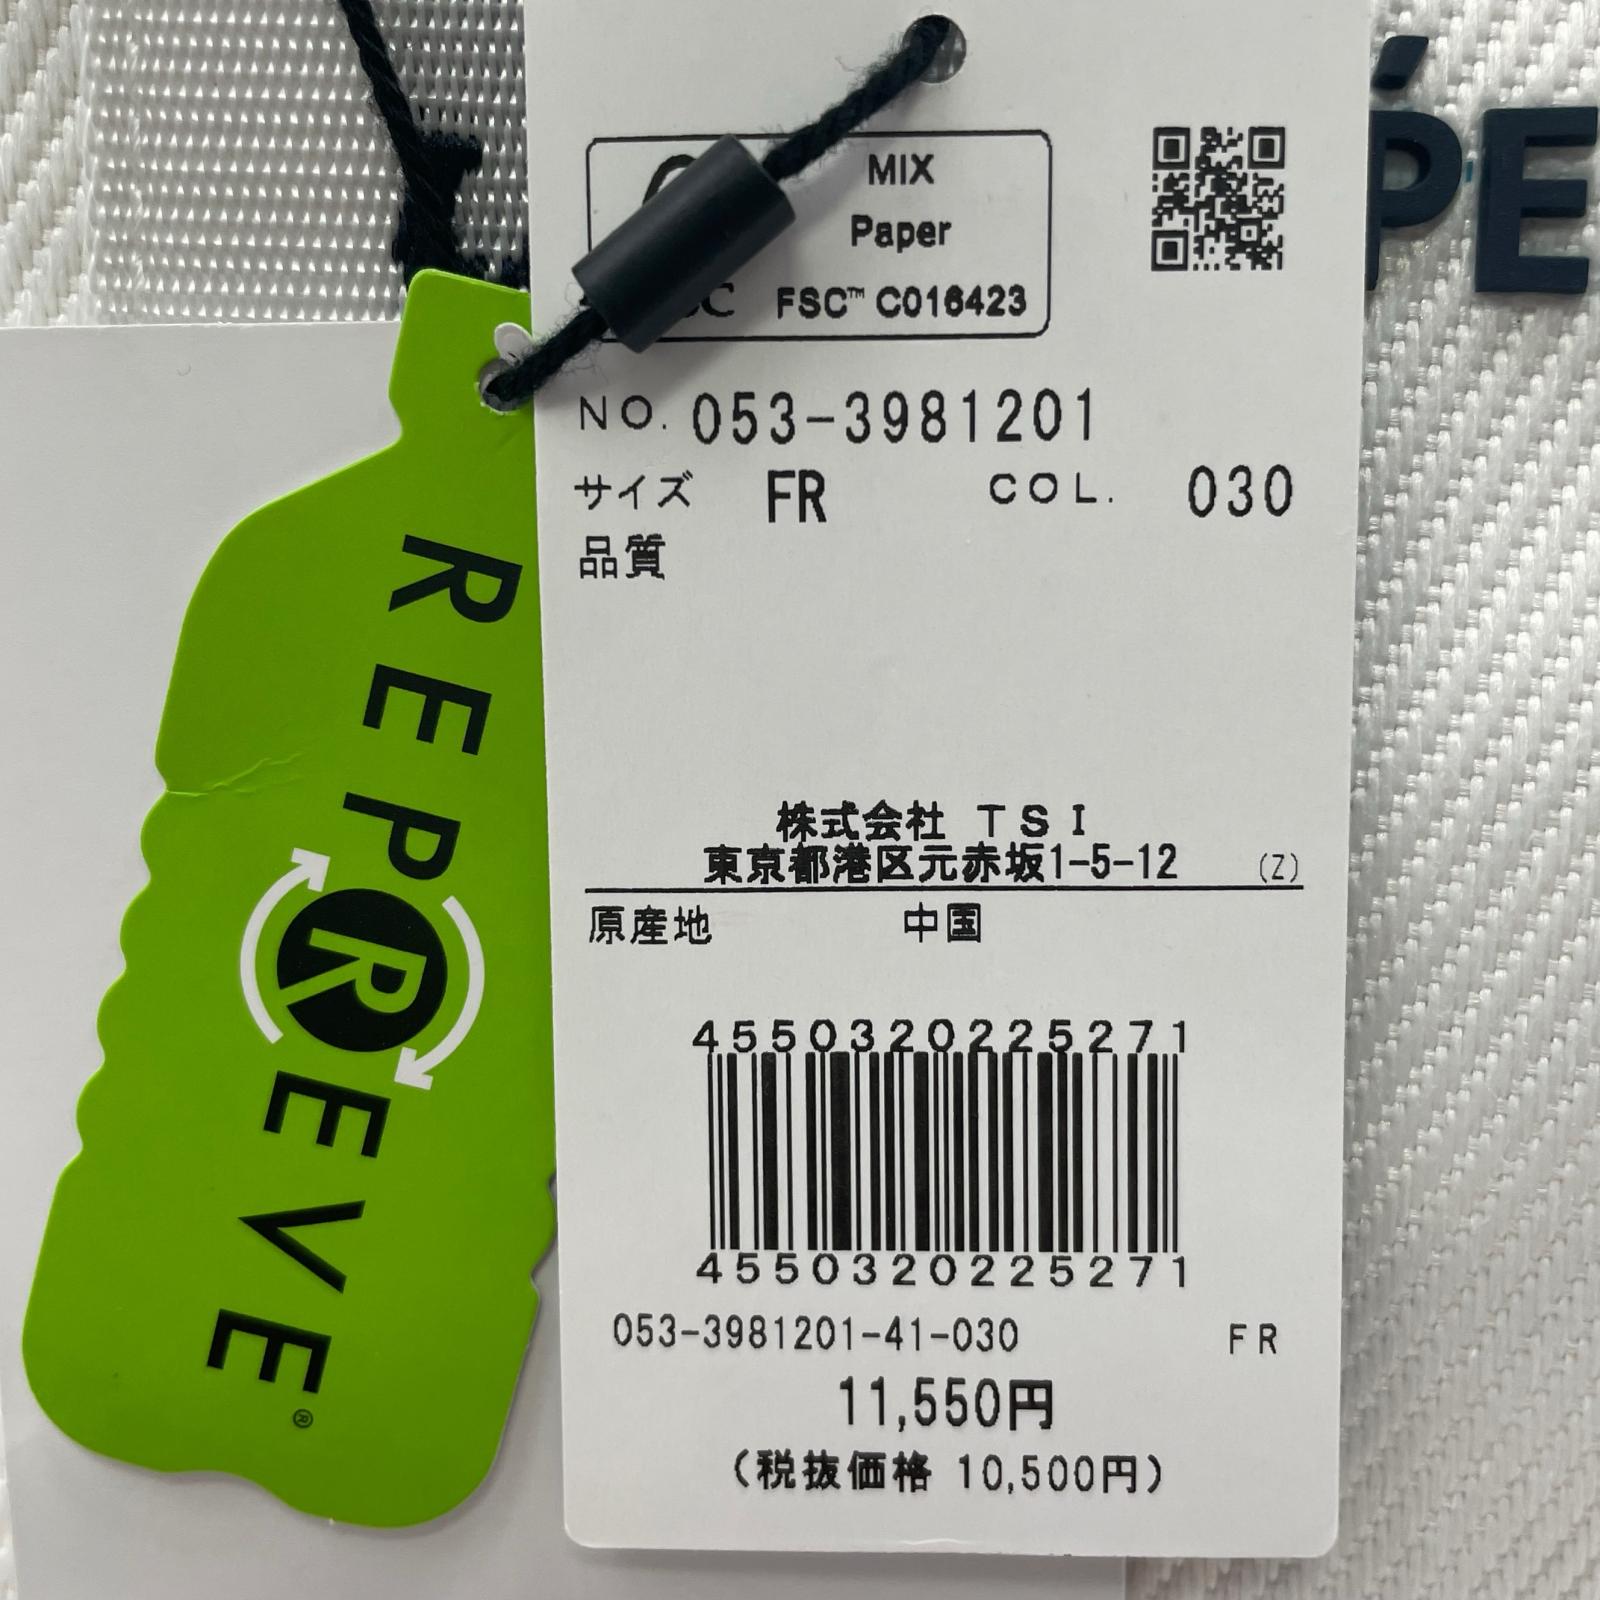 PÉ
MIX
Paper
FSC™ C016423
NO. 053-3981201
サイズ FR COL. 030
品質
株式会社 TSI
東京都港区元赤坂1-5-12 (Z)
原産地 中国
4550320225271
4550320225271
053-3981201-41-030 FR
11,550円
(税抜価格 10,500円)
REPREVE®